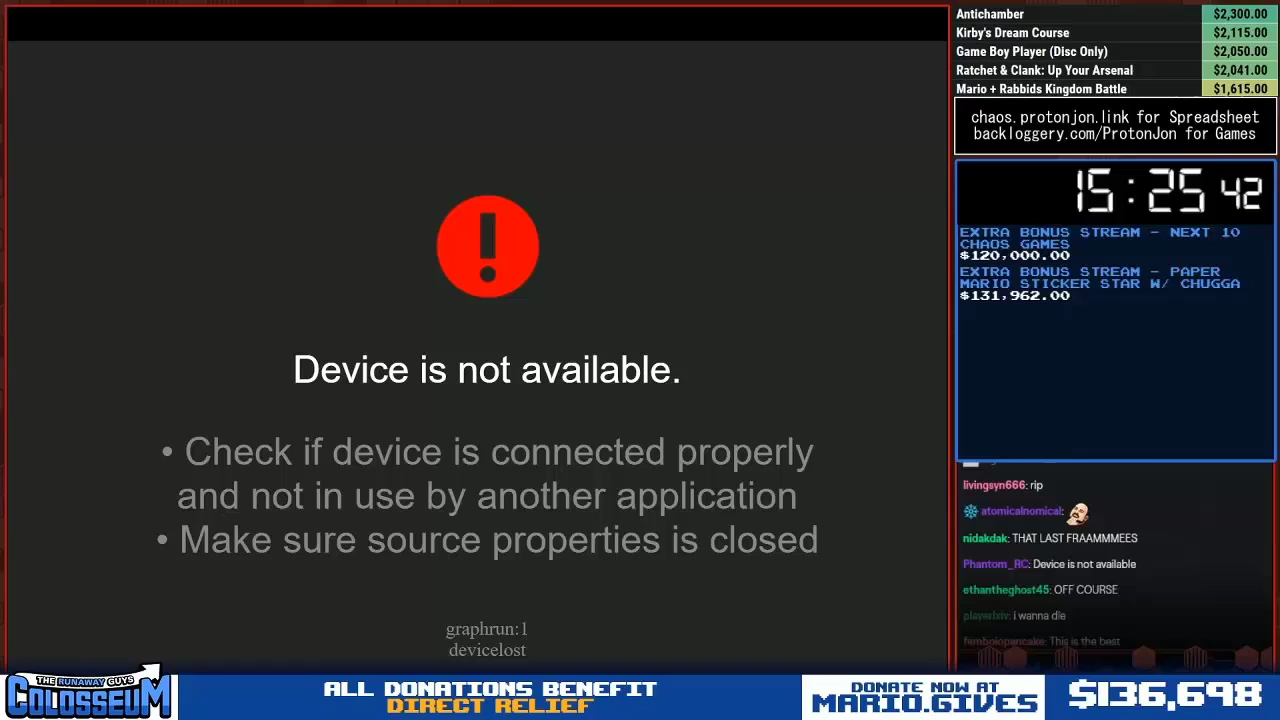 Antichamber $2,300.00
Kirby's Dream Course $2,115.00
Game Boy Player (Disc Only) $2,050.00
Ratchet & Clank: Up Your Arsenal $2,041.00
Mario + Rabbids Kingdom Battle $1,615.00
chaos.protonjon.link for Spreadsheet
backloggery.com/ProtonJon for Games
15:25 42
EXTRA BONUS STREAM - NEXT 10
CHAOS GAMES
$120,000.00
EXTRA BONUS STREAM - PAPER
MARIO STICKER STAR W/ CHUGGA
$131,962.00
Device is not available.
• Check if device is connected properly
and not in use by another application
• Make sure source properties is closed
graphrun:1
devicelost
livingsyn666: rip
atomicalnomical:
nidakdak: THAT LAST FRAAMMMEES
Phantom_RC: Device is not available
ethantheghost45: OFF COURSE
playerlxiv: i wanna die
femboipancake: This is the best
THE RUNAWAY GUYS
COLOSSEUM
ALL DONATIONS BENEFIT
DIRECT RELIEF
DONATE NOW AT
MARIO.GIVES
$136,698